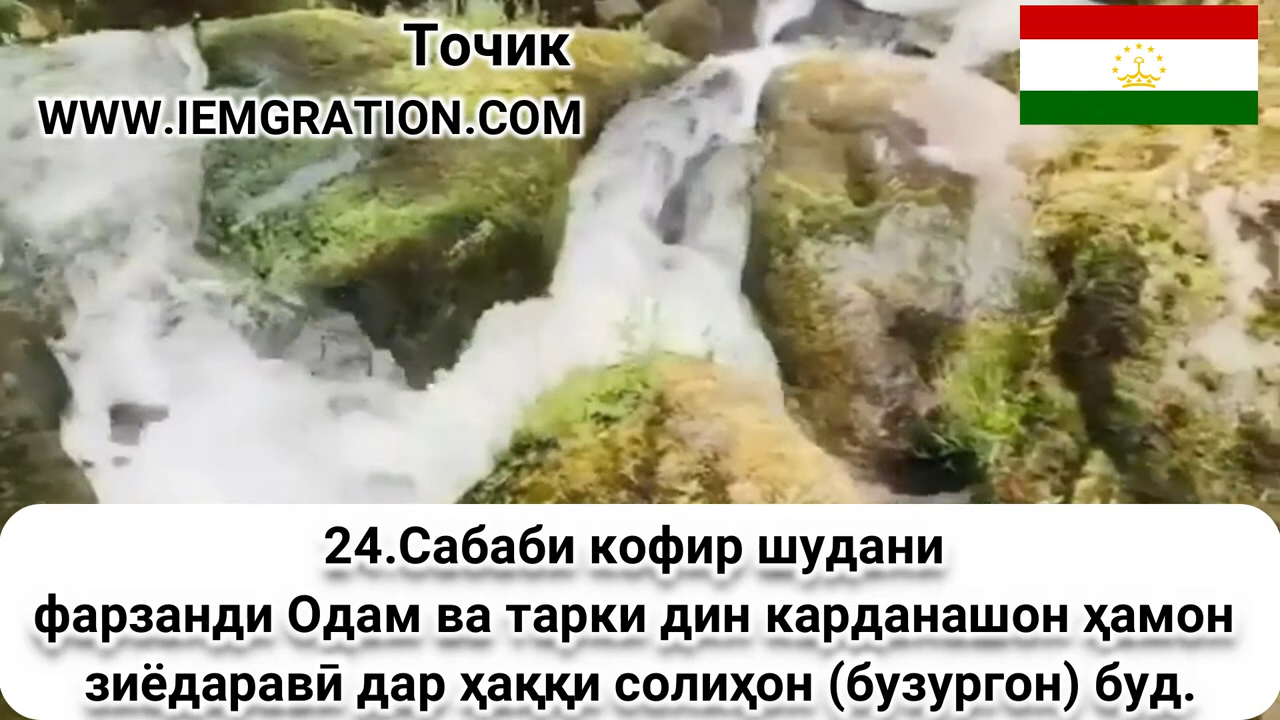 Точик
WWW.IEMGRATION.COM
24.Сабаби кофир шудани
фарзанди Одам ва тарки дин карданашон ҳамон
зиёдаравӣ дар ҳаққи солиҳон (бузургон) буд.